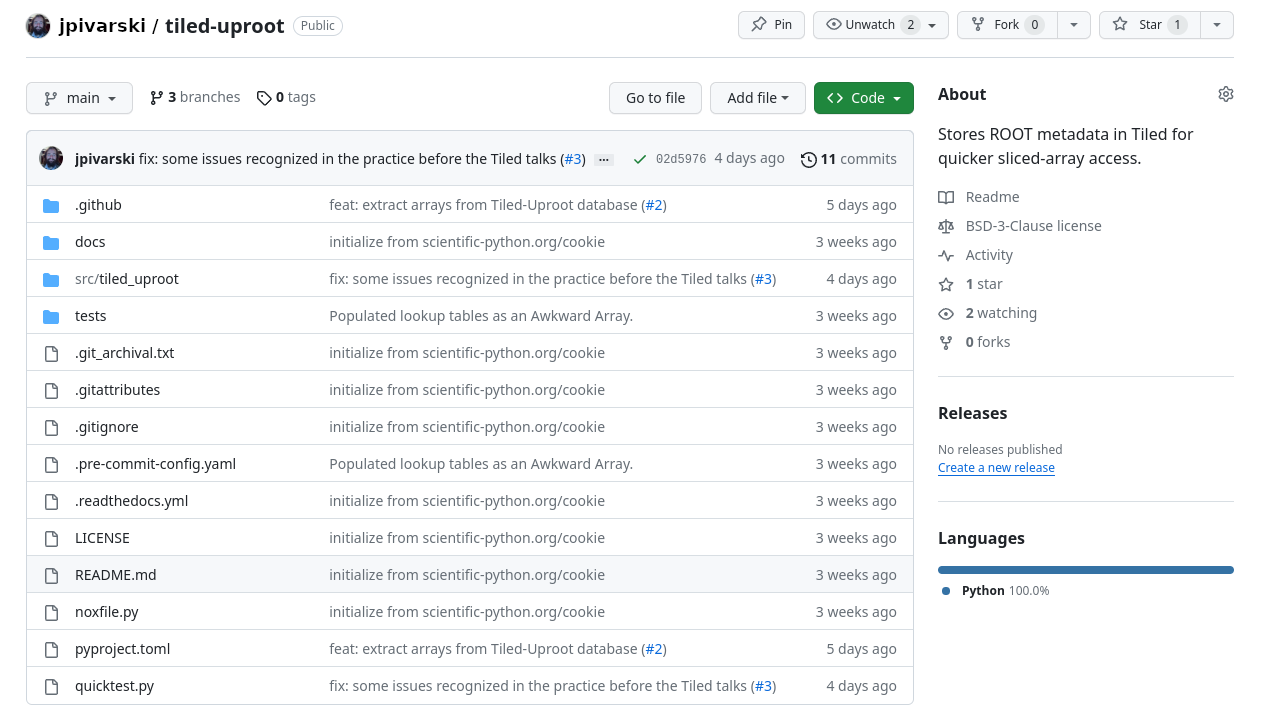 jpivarski / tiled-uproot Public Pin Unwatch 2 Fork 0 Star 1
main 3 branches 0 tags Go to file Add file Code
jpivarski fix: some issues recognized in the practice before the Tiled talks (#3) ... 02d5976 4 days ago 11 commits
.github feat: extract arrays from Tiled-Uproot database (#2) 5 days ago
docs initialize from scientific-python.org/cookie 3 weeks ago
src/tiled_uproot fix: some issues recognized in the practice before the Tiled talks (#3) 4 days ago
tests Populated lookup tables as an Awkward Array. 3 weeks ago
.git_archival.txt initialize from scientific-python.org/cookie 3 weeks ago
.gitattributes initialize from scientific-python.org/cookie 3 weeks ago
.gitignore initialize from scientific-python.org/cookie 3 weeks ago
.pre-commit-config.yaml Populated lookup tables as an Awkward Array. 3 weeks ago
.readthedocs.yml initialize from scientific-python.org/cookie 3 weeks ago
LICENSE initialize from scientific-python.org/cookie 3 weeks ago
README.md initialize from scientific-python.org/cookie 3 weeks ago
noxfile.py initialize from scientific-python.org/cookie 3 weeks ago
pyproject.toml feat: extract arrays from Tiled-Uproot database (#2) 5 days ago
quicktest.py fix: some issues recognized in the practice before the Tiled talks (#3) 4 days ago
About
Stores ROOT metadata in Tiled for
quicker sliced-array access.
Readme
BSD-3-Clause license
Activity
1 star
2 watching
0 forks
Releases
No releases published
Create a new release
Languages
Python 100.0%